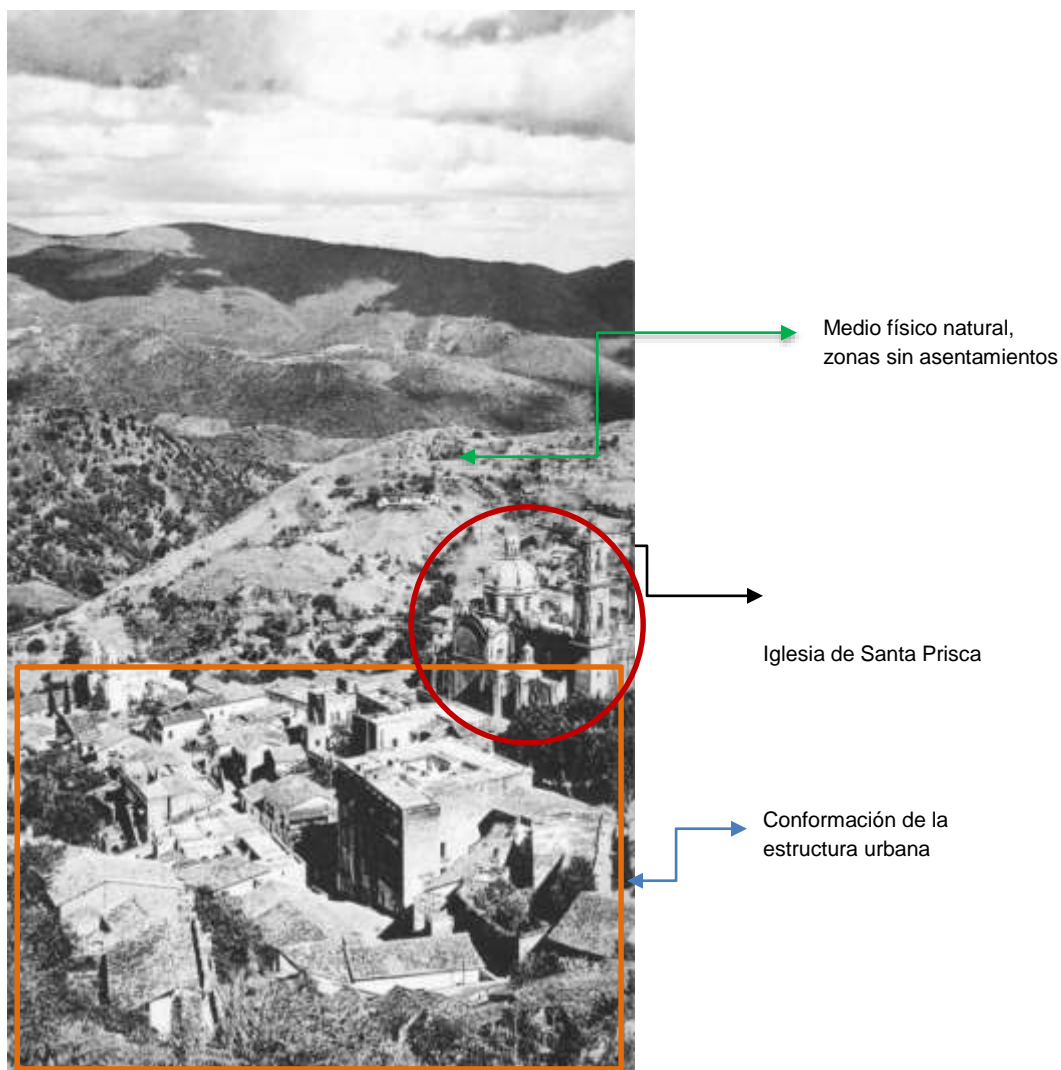 Medio físico natural,
zonas sin asentamientos
Iglesia de Santa Prisca
Conformación de la
estructura urbana